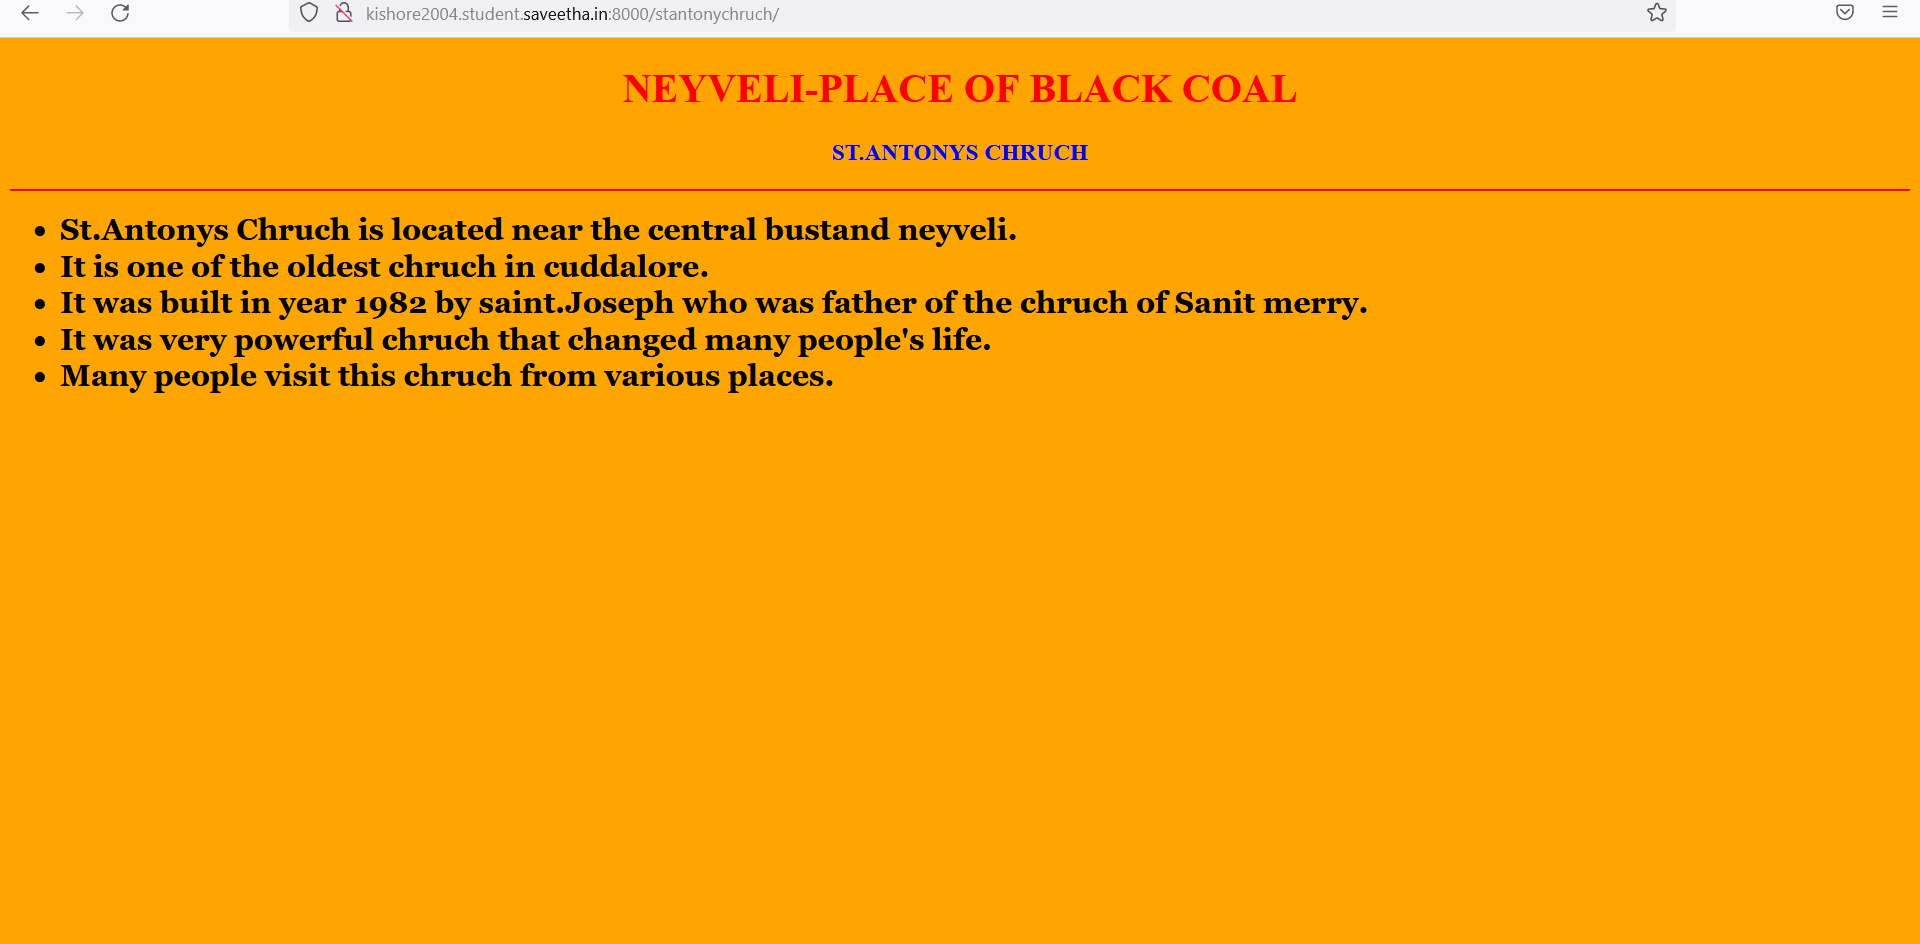 kishore2004.student.saveetha.in:8000/stantonychruch/
NEYVELI-PLACE OF BLACK COAL
ST.ANTONYS CHRUCH
St.Antonys Chruch is located near the central bustand neyveli.
It is one of the oldest chruch in cuddalore.
It was built in year 1982 by saint.Joseph who was father of the chruch of Sanit merry.
It was very powerful chruch that changed many people's life.
Many people visit this chruch from various places.